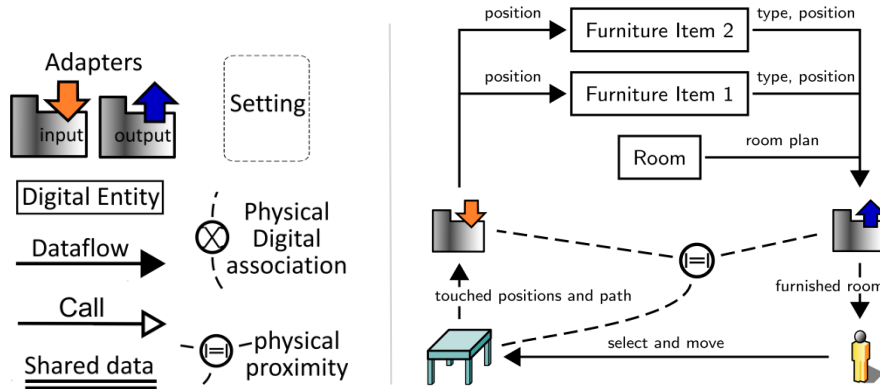 Adapters
input
output
Setting
Digital Entity
Physical
Digital
association
Dataflow
Call
physical
proximity
Shared data
position
Furniture Item 2
type, position
position
Furniture Item 1
type, position
Room
room plan
touched positions and path
furnished room
select and move